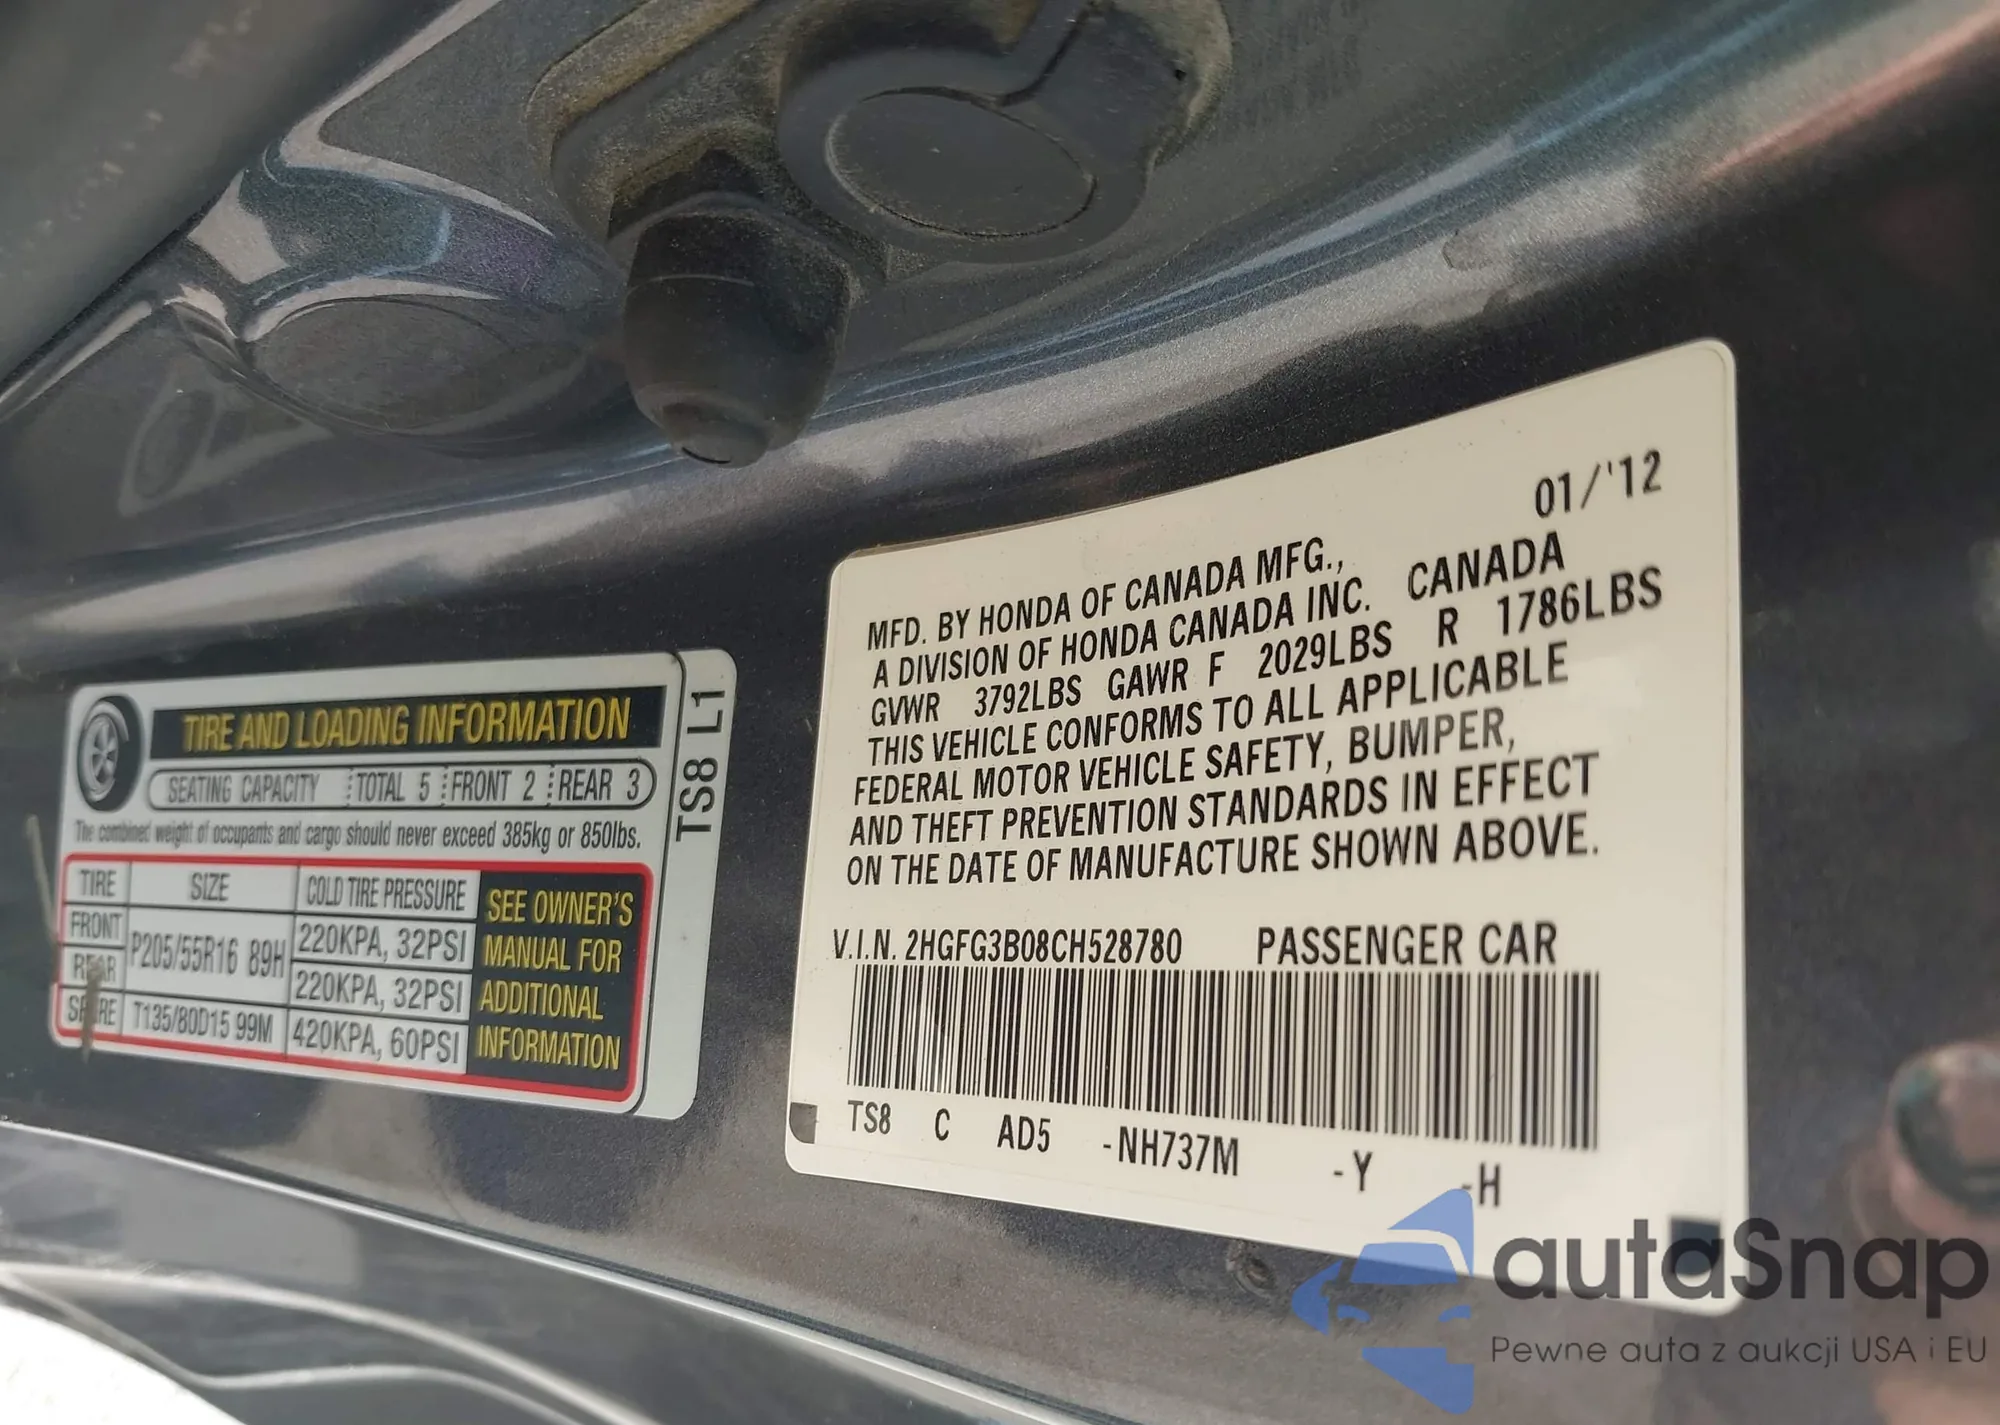 TIRE AND LOADING INFORMATION
SEATING CAPACITY TOTAL 5 FRONT 2 REAR 3
The combined weight of occupants and cargo should never exceed 385kg or 850lbs.
TIRE SIZE COLD TIRE PRESSURE
FRONT P205/55R16 89H 220KPA, 32PSI
REAR 220KPA, 32PSI
SPARE T135/80D15 99M 420KPA, 60PSI
SEE OWNER'S
MANUAL FOR
ADDITIONAL
INFORMATION
TS8 L1
01/'12
MFD. BY HONDA OF CANADA MFG.,
A DIVISION OF HONDA CANADA INC. CANADA
GVWR 3792LBS GAWR F 2029LBS R 1786LBS
THIS VEHICLE CONFORMS TO ALL APPLICABLE
FEDERAL MOTOR VEHICLE SAFETY, BUMPER,
AND THEFT PREVENTION STANDARDS IN EFFECT
ON THE DATE OF MANUFACTURE SHOWN ABOVE.
V.I.N. 2HGFG3B08CH528780 PASSENGER CAR
TS8 C AD5 -NH737M -Y -H
autaSnap
Pewne auta z aukcji USA i EU